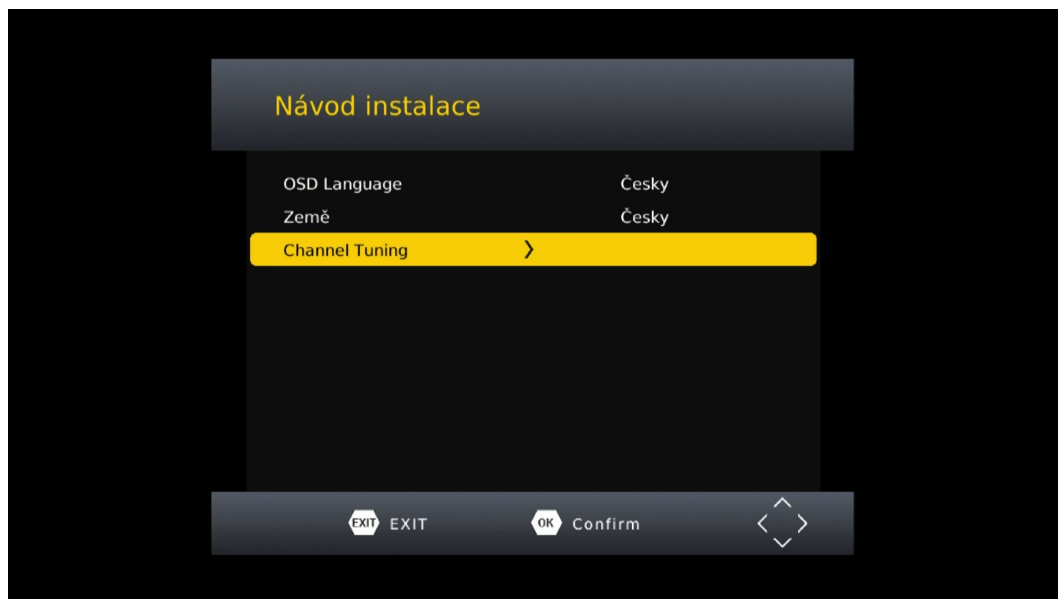 Návod instalace
OSD Language Česky
Země Česky
Channel Tuning
EXIT EXIT OK Confirm